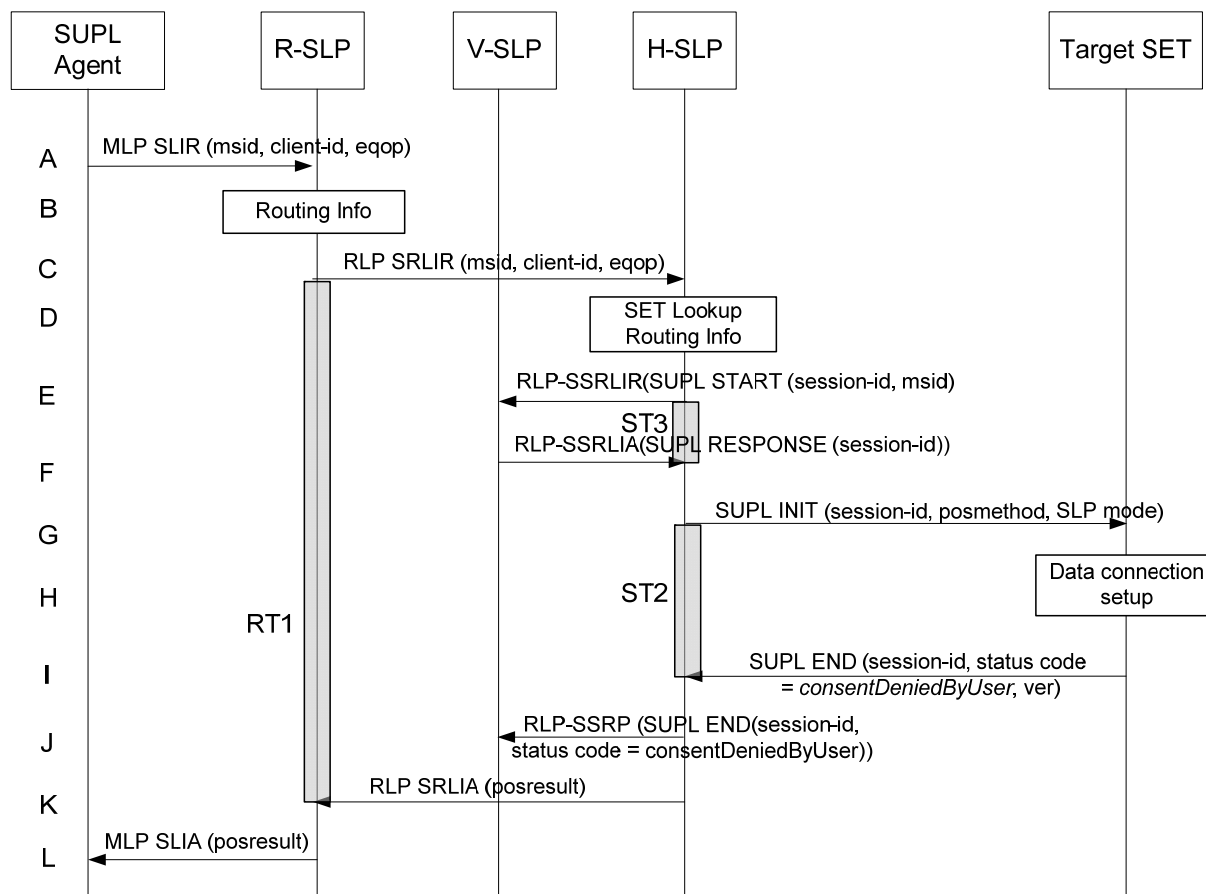 SUPL
Agent
R-SLP
V-SLP
H-SLP
Target SET
A
MLP SLIR (msid, client-id, eqop)
B
Routing Info
C
RLP SRLIR (msid, client-id, eqop)
D
SET Lookup
Routing Info
E
RLP-SSRLIR(SUPL START (session-id, msid)
ST3
RLP-SSRLIA(SUPL RESPONSE (session-id))
F
SUPL INIT (session-id, posmethod, SLP mode)
G
Data connection
setup
H
ST2
RT1
I
SUPL END (session-id, status code
= consentDeniedByUser, ver)
J
RLP-SSRP (SUPL END(session-id,
status code = consentDeniedByUser))
RLP SRLIA (posresult)
K
MLP SLIA (posresult)
L